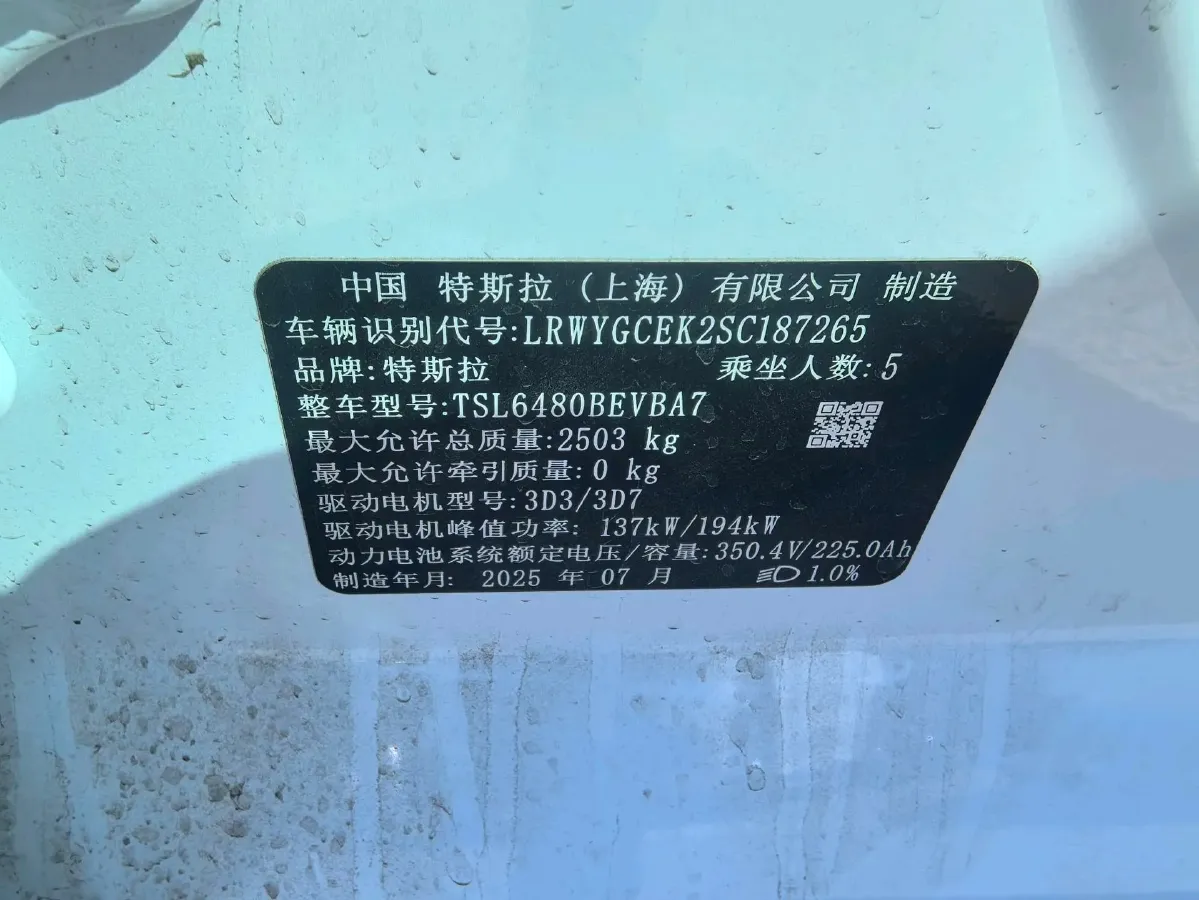 中国 特斯拉（上海）有限公司 制造
车辆识别代号:LRWYGCEK2SC187265
品牌:特斯拉 乘坐人数:5
整车型号:TSL6480BEVBA7
最大允许总质量:2503 kg
最大允许牵引质量:0 kg
驱动电机型号:3D3/3D7
驱动电机峰值功率: 137kW/194kW
动力电池系统额定电压/容量:350.4V/225.0Ah
制造年月: 2025 年 07 月 1.0%